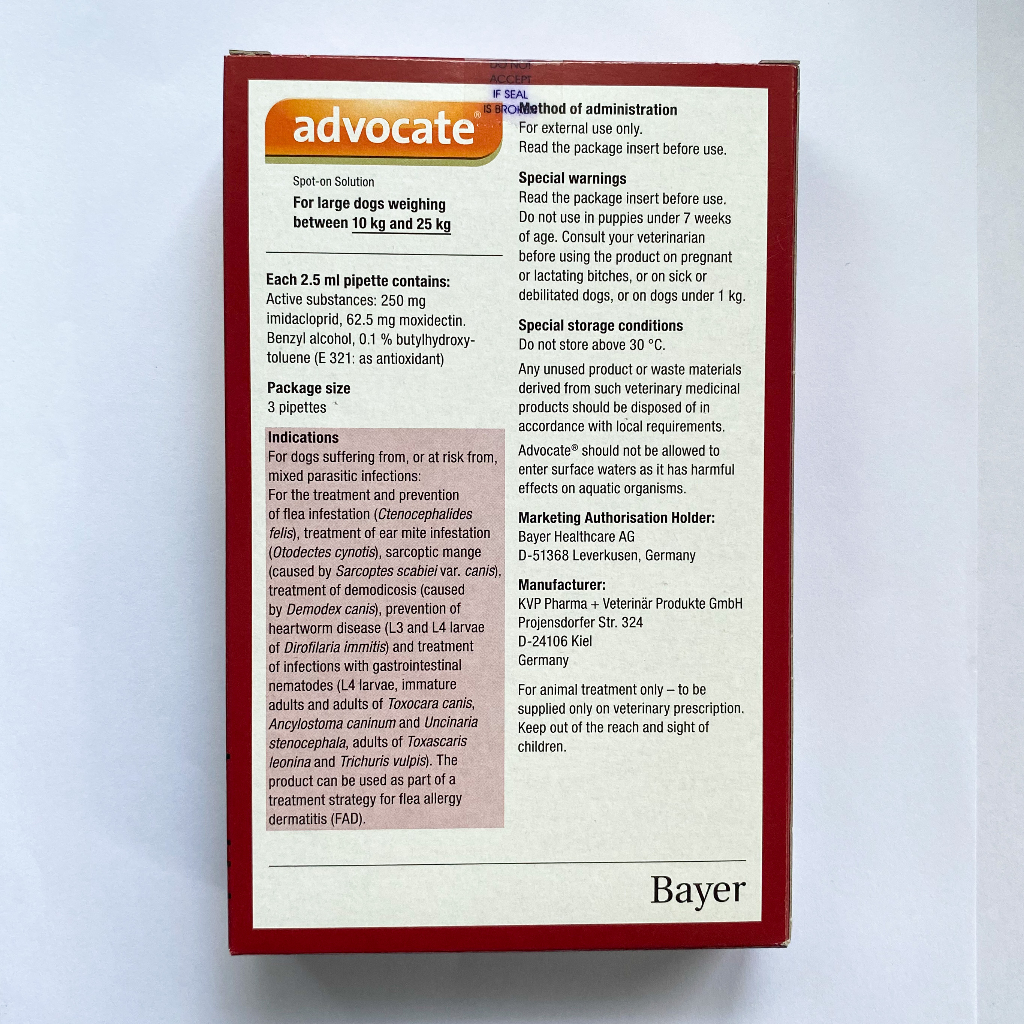 advocate®
Spot-on Solution
For large dogs weighing
between 10 kg and 25 kg
Each 2.5 ml pipette contains:
Active substances: 250 mg
imidacloprid, 62.5 mg moxidectin.
Benzyl alcohol, 0.1 % butylhydroxy-
toluene (E 321: as antioxidant)
Package size
3 pipettes
Indications
For dogs suffering from, or at risk from,
mixed parasitic infections:
For the treatment and prevention
of flea infestation (Ctenocephalides
felis), treatment of ear mite infestation
(Otodectes cynotis), sarcoptic mange
(caused by Sarcoptes scabiei var. canis),
treatment of demodicosis (caused
by Demodex canis), prevention of
heartworm disease (L3 and L4 larvae
of Dirofilaria immitis) and treatment
of infections with gastrointestinal
nematodes (L4 larvae, immature
adults and adults of Toxocara canis,
Ancylostoma caninum and Uncinaria
stenocephala, adults of Toxascaris
leonina and Trichuris vulpis). The
product can be used as part of a
treatment strategy for flea allergy
dermatitis (FAD).
DO NOT
ACCEPT
IF SEAL
IS BROKEN
Method of administration
For external use only.
Read the package insert before use.
Special warnings
Read the package insert before use.
Do not use in puppies under 7 weeks
of age. Consult your veterinarian
before using the product on pregnant
or lactating bitches, or on sick or
debilitated dogs, or on dogs under 1 kg.
Special storage conditions
Do not store above 30 °C.
Any unused product or waste materials
derived from such veterinary medicinal
products should be disposed of in
accordance with local requirements.
Advocate® should not be allowed to
enter surface waters as it has harmful
effects on aquatic organisms.
Marketing Authorisation Holder:
Bayer Healthcare AG
D-51368 Leverkusen, Germany
Manufacturer:
KVP Pharma + Veterinär Produkte GmbH
Projensdorfer Str. 324
D-24106 Kiel
Germany
For animal treatment only – to be
supplied only on veterinary prescription.
Keep out of the reach and sight of
children.
Bayer